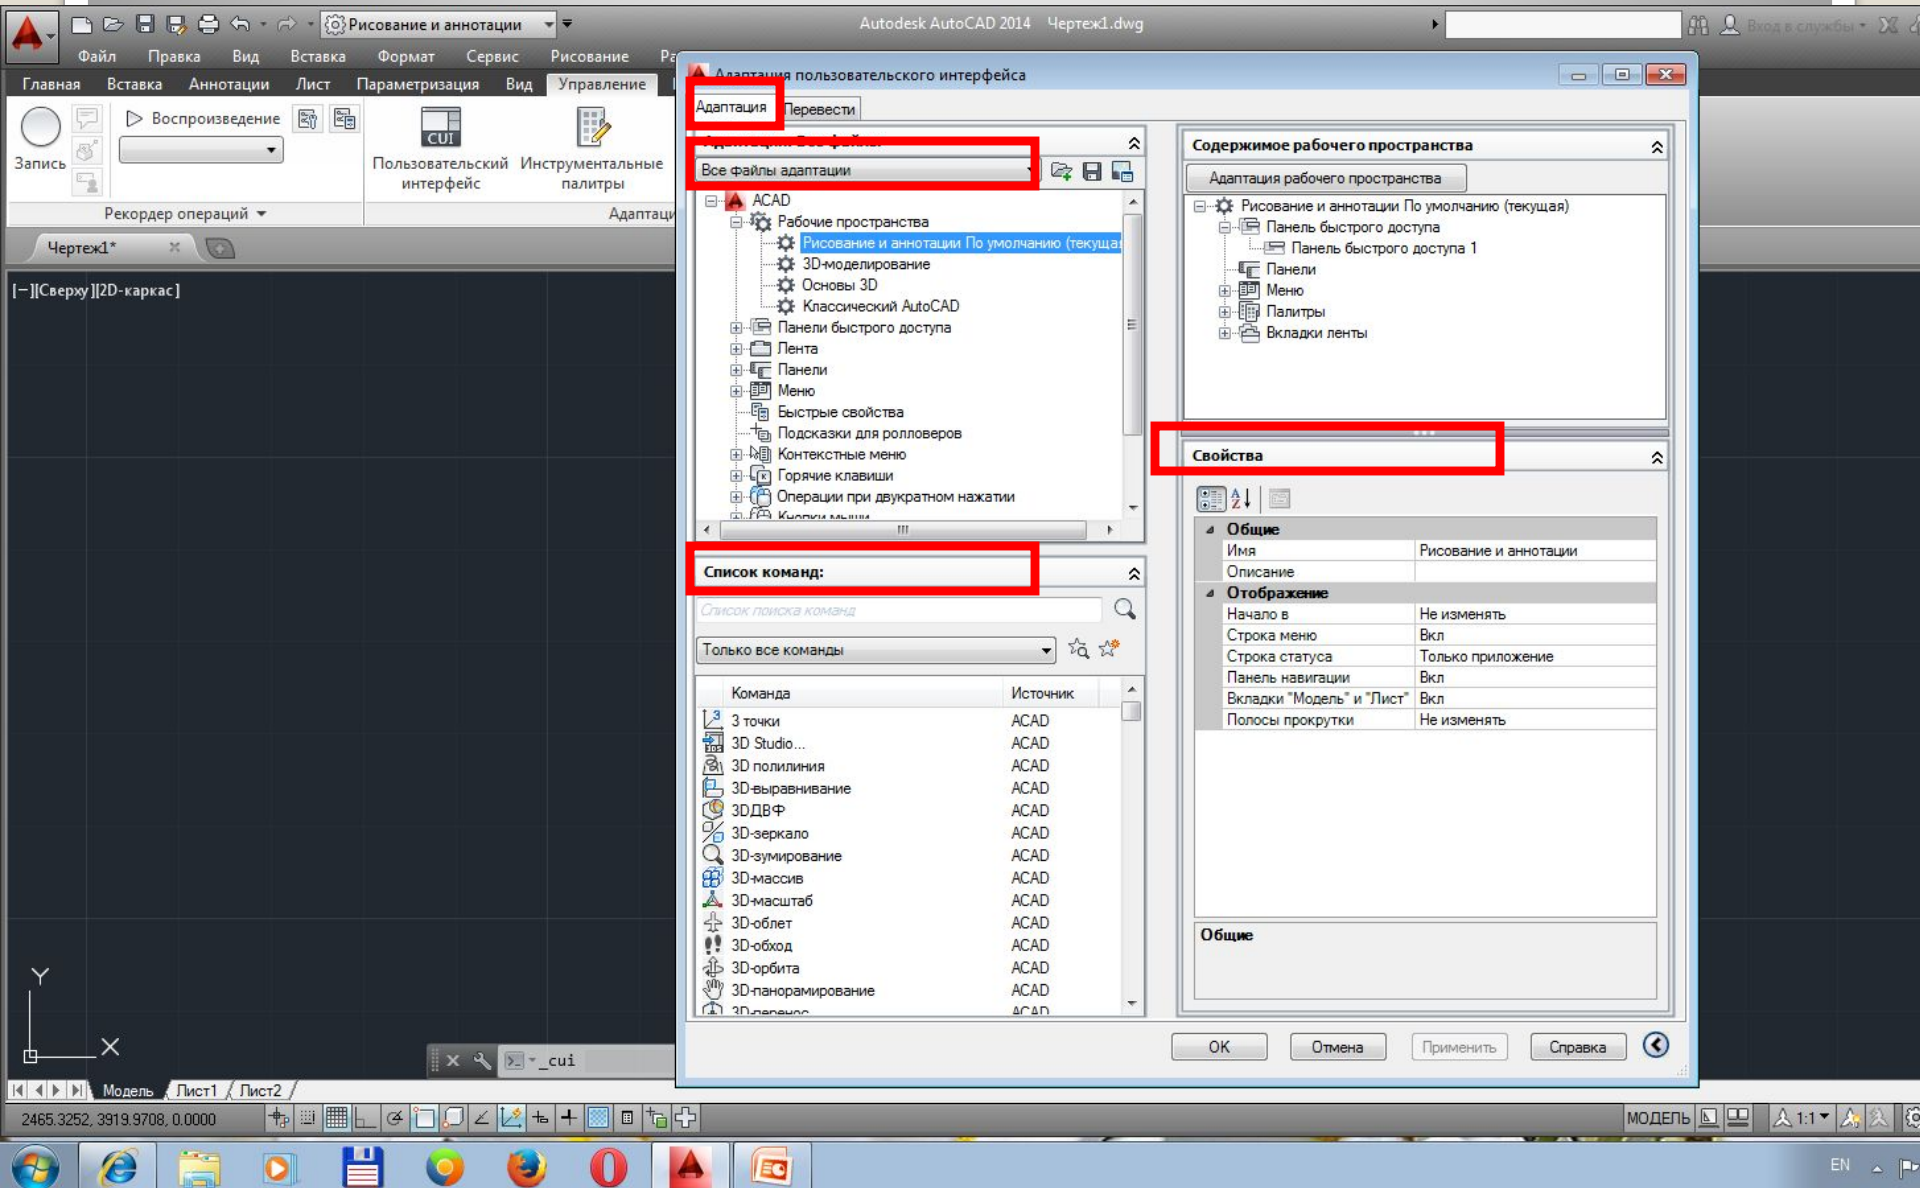 Рисование и аннотации
Autodesk AutoCAD 2014 Чертеж1.dwg
Вход в службы
Файл Правка Вид Вставка Формат Сервис Рисование
Главная Вставка Аннотации Лист Параметризация Вид Управление
Воспроизведение
Запись
CUI
Пользовательский интерфейс
Инструментальные палитры
Рекордер операций
Чертеж1*
[−][Сверху][2D-каркас]
Y
X
_cui
Модель Лист1 Лист2
2465.3252, 3919.9708, 0.0000
МОДЕЛЬ
1:1
EN
Адаптация пользовательского интерфейса
Адаптация Перевести
Все файлы адаптации
ACAD
Рабочие пространства
Рисование и аннотации По умолчанию (текущая
3D-моделирование
Основы 3D
Классический AutoCAD
Панели быстрого доступа
Лента
Панели
Меню
Быстрые свойства
Подсказки для ролловеров
Контекстные меню
Горячие клавиши
Операции при двукратном нажатии
Кнопки мыши
Список команд:
Список поиска команд
Только все команды
Команда Источник
3 точки ACAD
3D Studio... ACAD
3D полилиния ACAD
3D-выравнивание ACAD
3DДВФ ACAD
3D-зеркало ACAD
3D-зумирование ACAD
3D-массив ACAD
3D-масштаб ACAD
3D-облет ACAD
3D-обход ACAD
3D-орбита ACAD
3D-панорамирование ACAD
3D-перенос ACAD
Содержимое рабочего пространства
Адаптация рабочего пространства
Рисование и аннотации По умолчанию (текущая)
Панель быстрого доступа
Панель быстрого доступа 1
Панели
Меню
Палитры
Вкладки ленты
Свойства
Общие
Имя Рисование и аннотации
Описание
Отображение
Начало в Не изменять
Строка меню Вкл
Строка статуса Только приложение
Панель навигации Вкл
Вкладки "Модель" и "Лист" Вкл
Полосы прокрутки Не изменять
Общие
OK Отмена Применить Справка